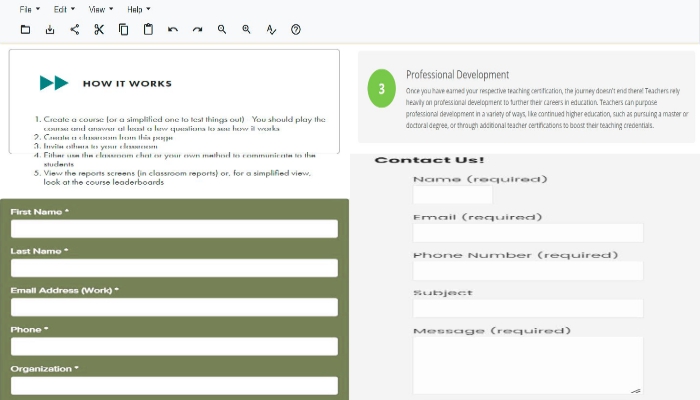 File Edit View Help
HOW IT WORKS
1. Create a course (or a simplified one to test things out) You should play the
course and answer at least a few questions to see how it works
2. Create a classroom from this page
3. Invite others to your classroom
4. Either use the classroom chat or your own method to communicate to the
students
5. View the reports screens (in classroom reports) or, for a simplified view,
look at the course leaderboards
First Name *
Last Name *
Email Address (Work) *
Phone *
Organization *
3
Professional Development
Once you have earned your respective teaching certification, the journey doesn't end there! Teachers rely
heavily on professional development to further their careers in education. Teachers can purpose
professional development in a variety of ways, like continued higher education, such as pursuing a master or
doctoral degree, or through additional teacher certifications to boost their teaching credentials.
Contact Us!
Name (required)
Email (required)
Phone Number (required)
Subject
Message (required)